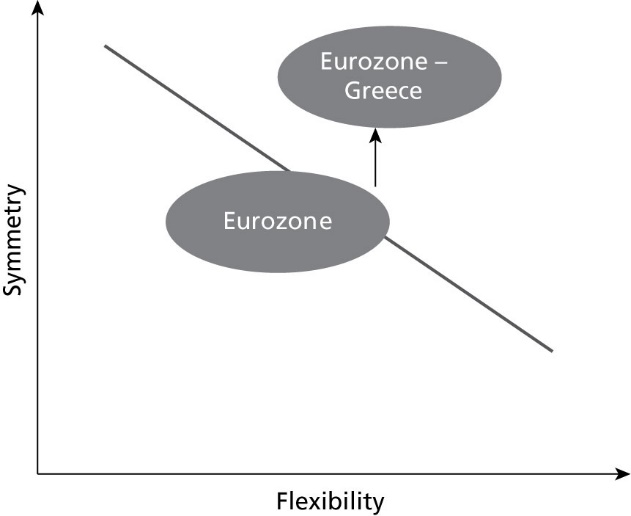 Eurozone –
Greece
Eurozone
Symmetry
Flexibility